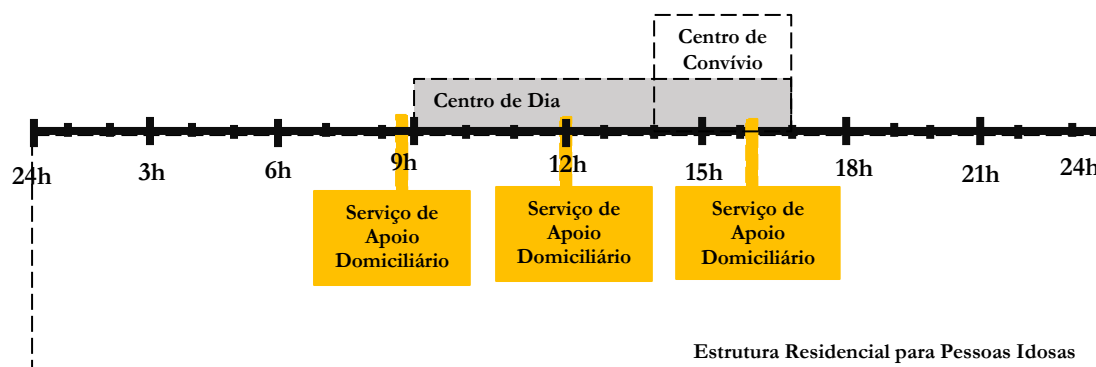 Centro de
Convívio
Centro de Dia
24h
3h
6h
9h
12h
15h
18h
21h
24h
Serviço de
Apoio
Domiciliário
Serviço de
Apoio
Domiciliário
Serviço de
Apoio
Domiciliário
Estrutura Residencial para Pessoas Idosas